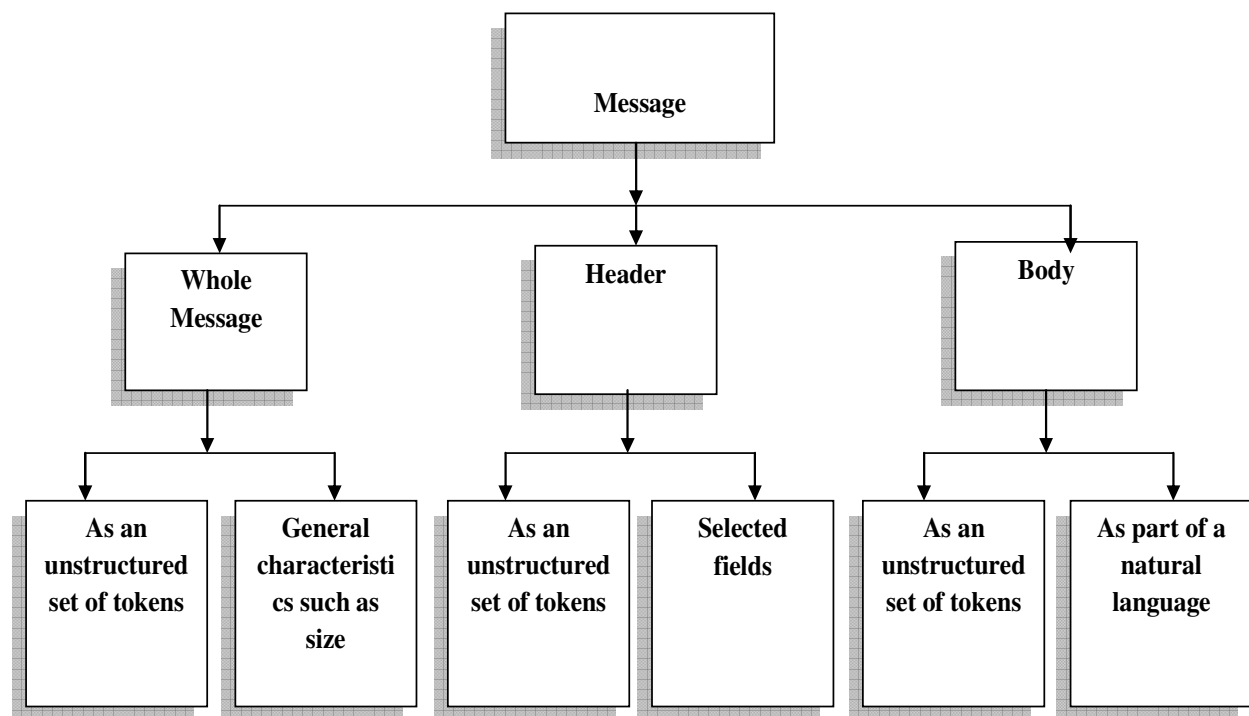 Message
Whole
Message
Header
Body
As an
unstructured
set of tokens
General
characteristi
cs such as
size
As an
unstructured
set of tokens
Selected
fields
As an
unstructured
set of tokens
As part of a
natural
language